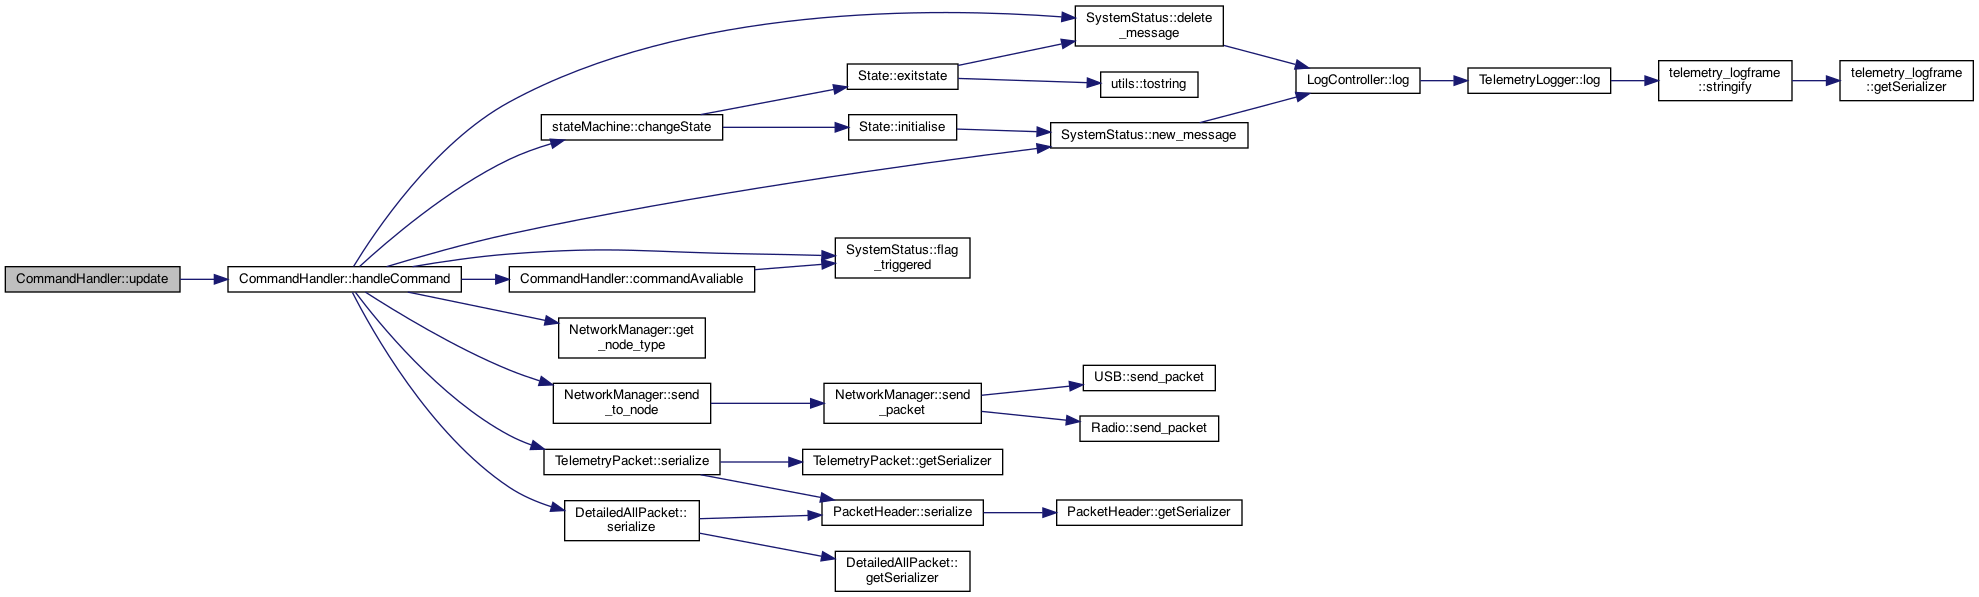 SystemStatus::delete
_message
State::exitstate
utils::tostring
LogController::log
TelemetryLogger::log
telemetry_logframe
::stringify
telemetry_logframe
::getSerializer
stateMachine::changeState
State::initialise
SystemStatus::new_message
SystemStatus::flag
_triggered
CommandHandler::update
CommandHandler::handleCommand
CommandHandler::commandAvaliable
NetworkManager::get
_node_type
NetworkManager::send
_to_node
NetworkManager::send
_packet
USB::send_packet
Radio::send_packet
TelemetryPacket::serialize
TelemetryPacket::getSerializer
DetailedAllPacket::
serialize
PacketHeader::serialize
PacketHeader::getSerializer
DetailedAllPacket::
getSerializer